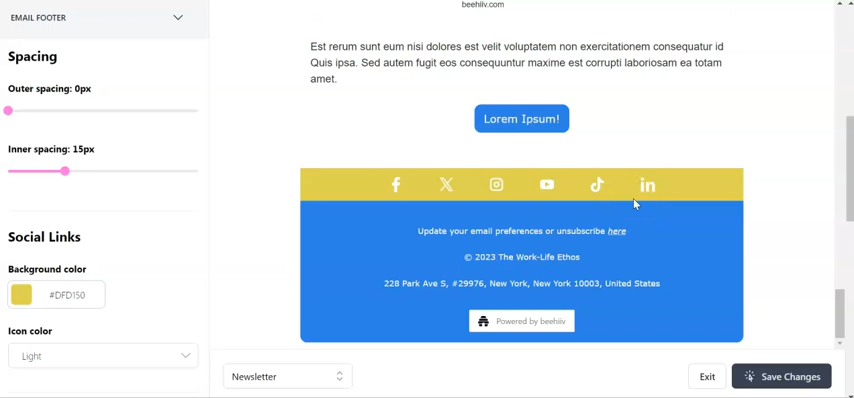 EMAIL FOOTER
Spacing
Outer spacing: 0px
Inner spacing: 15px
Social Links
Background color
#DFD150
Icon color
Light
beehiiv.com
Est rerum sunt eum nisi dolores est velit voluptatem non exercitationem consequatur id
Quis ipsa. Sed autem fugit eos consequuntur maxime est corrupti laboriosam ea totam
amet.
Lorem Ipsum!
Update your email preferences or unsubscribe here
© 2023 The Work-Life Ethos
228 Park Ave S, #29976, New York, New York 10003, United States
Powered by beehiiv
Newsletter
Exit
Save Changes